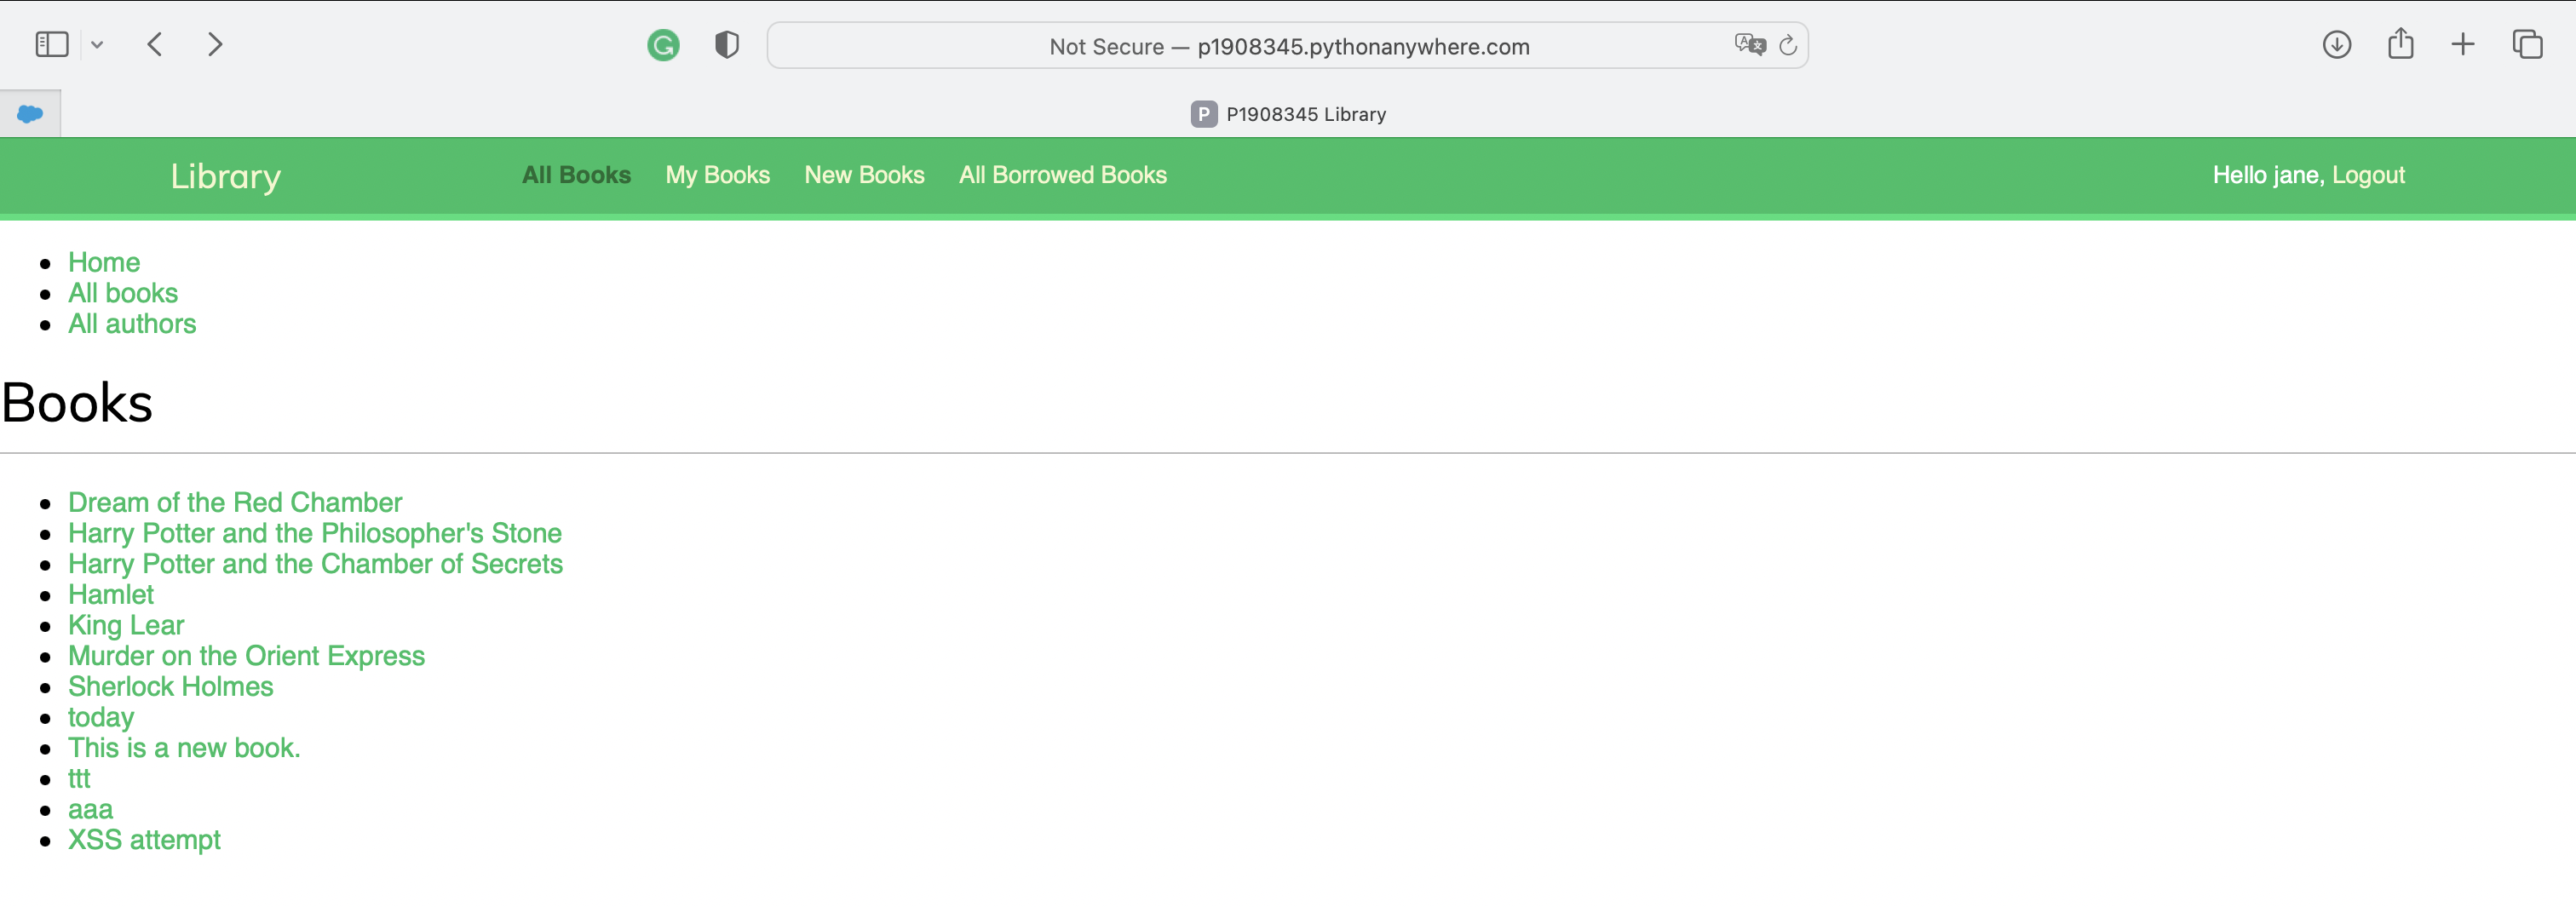 Not Secure — p1908345.pythonanywhere.com
P P1908345 Library
Library All Books My Books New Books All Borrowed Books Hello jane, Logout
Home
All books
All authors
Books
Dream of the Red Chamber
Harry Potter and the Philosopher's Stone
Harry Potter and the Chamber of Secrets
Hamlet
King Lear
Murder on the Orient Express
Sherlock Holmes
today
This is a new book.
ttt
aaa
XSS attempt